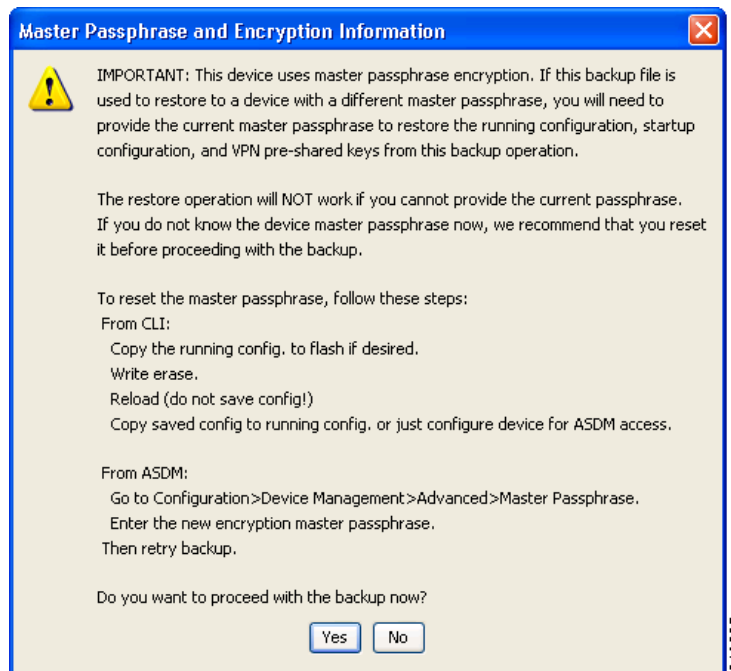 Master Passphrase and Encryption Information
IMPORTANT: This device uses master passphrase encryption. If this backup file is
used to restore to a device with a different master passphrase, you will need to
provide the current master passphrase to restore the running configuration, startup
configuration, and VPN pre-shared keys from this backup operation.
The restore operation will NOT work if you cannot provide the current passphrase.
If you do not know the device master passphrase now, we recommend that you reset
it before proceeding with the backup.
To reset the master passphrase, follow these steps:
From CLI:
Copy the running config. to flash if desired.
Write erase.
Reload (do not save config!)
Copy saved config to running config. or just configure device for ASDM access.
From ASDM:
Go to Configuration>Device Management>Advanced>Master Passphrase.
Enter the new encryption master passphrase.
Then retry backup.
Do you want to proceed with the backup now?
Yes No